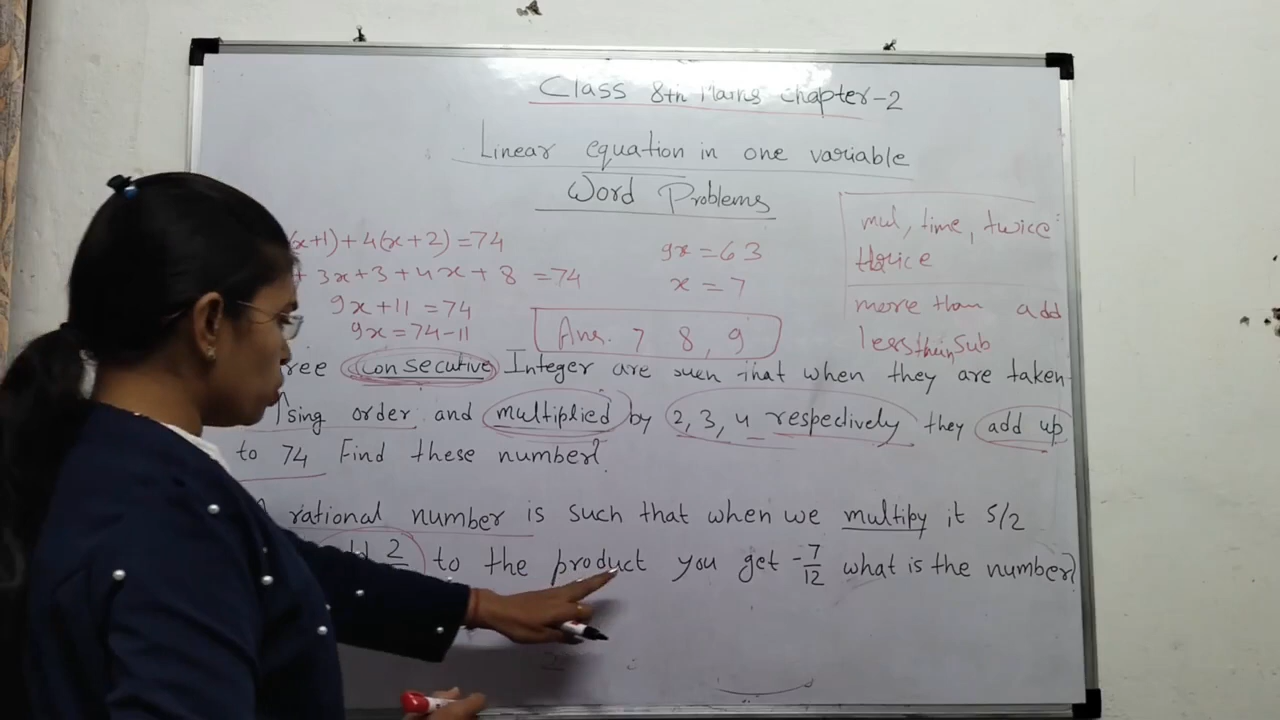 Class 8th Maths Chapter-2
Linear equation in one variable
Word Problems
(x+1)+4(x+2)=74
+ 3x+3+4x+8 =74
9x+11 =74
9x=74-11
9x=63
x=7
Ans. 7 8, 9
mul, time, twice
thrice
more than add
less than sub
ree consecutive Integer are such that when they are taken
sing order and multiplied by 2, 3, 4 respectively they add up
to 74 Find these number?
rational number is such that when we multipy it 5/2
2 to the product you get -7/12 what is the number?